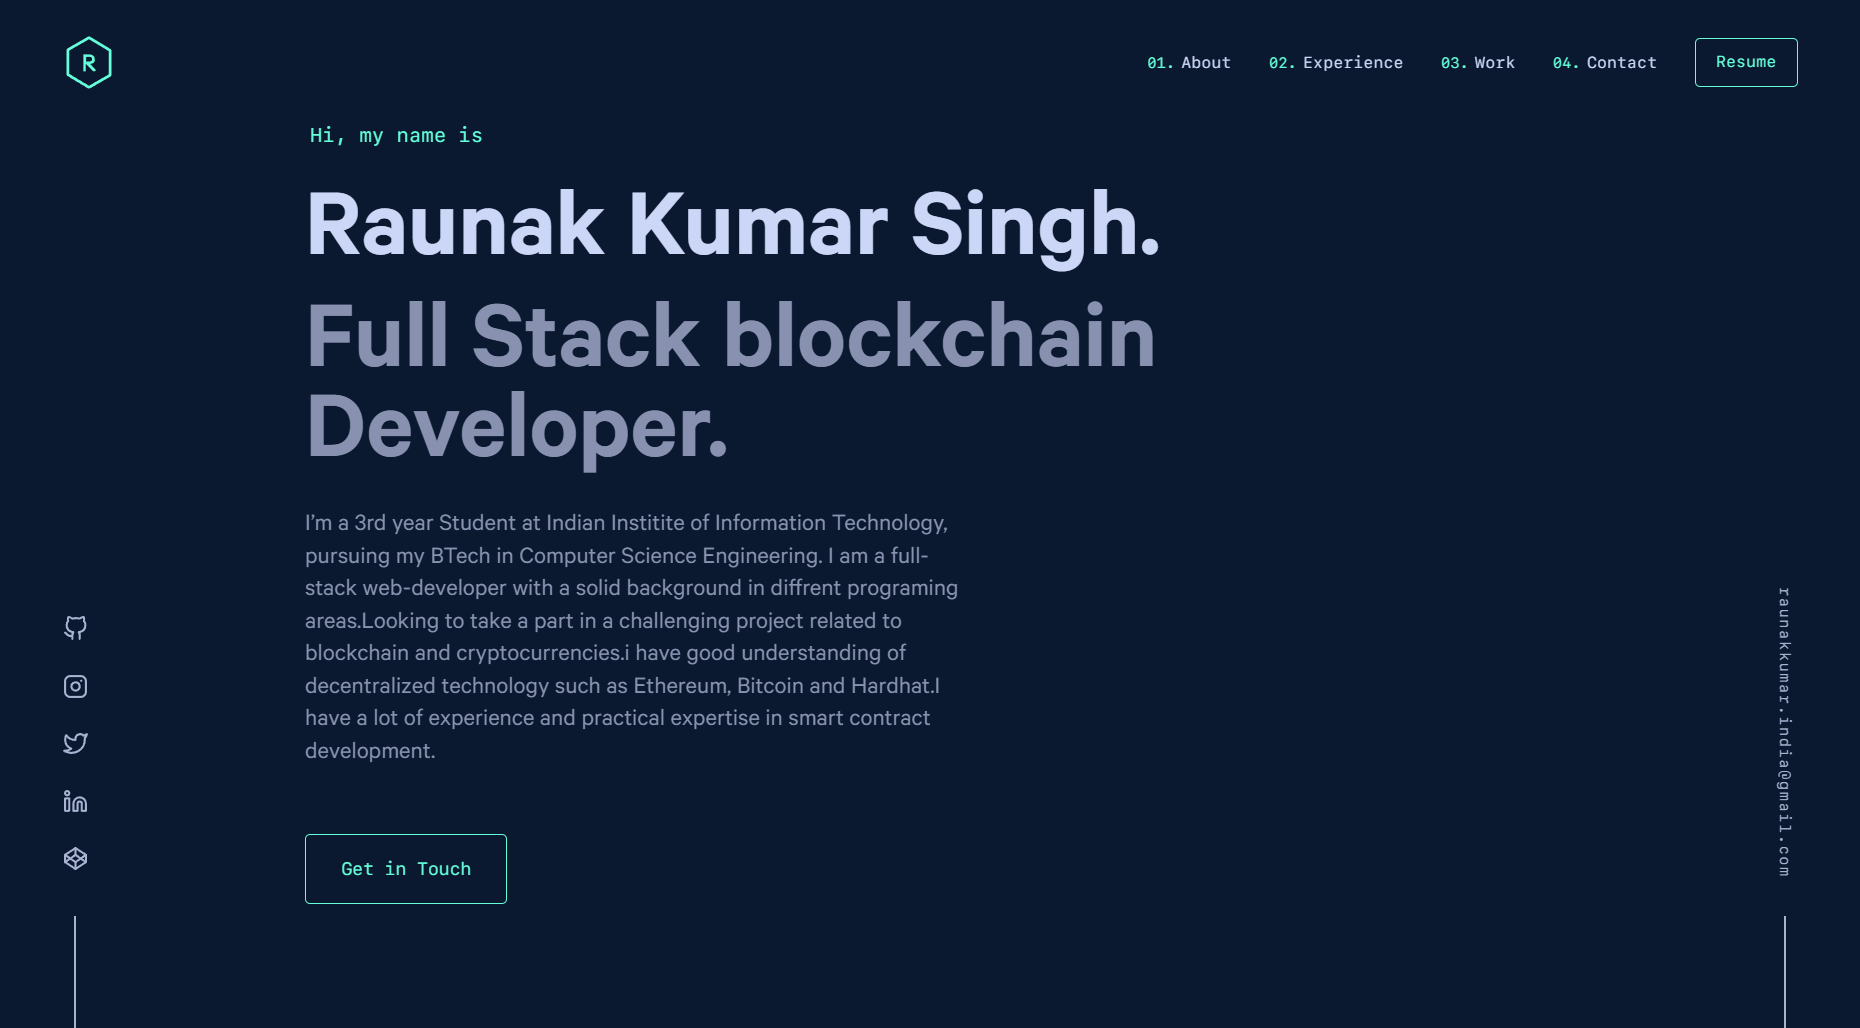 R
01. About 02. Experience 03. Work 04. Contact Resume
Hi, my name is
Raunak Kumar Singh.
Full Stack blockchain
Developer.
I’m a 3rd year Student at Indian Institite of Information Technology,
pursuing my BTech in Computer Science Engineering. I am a full-
stack web-developer with a solid background in diffrent programing
areas.Looking to take a part in a challenging project related to
blockchain and cryptocurrencies.i have good understanding of
decentralized technology such as Ethereum, Bitcoin and Hardhat.I
have a lot of experience and practical expertise in smart contract
development.
Get in Touch
raunakkumar.india@gmail.com